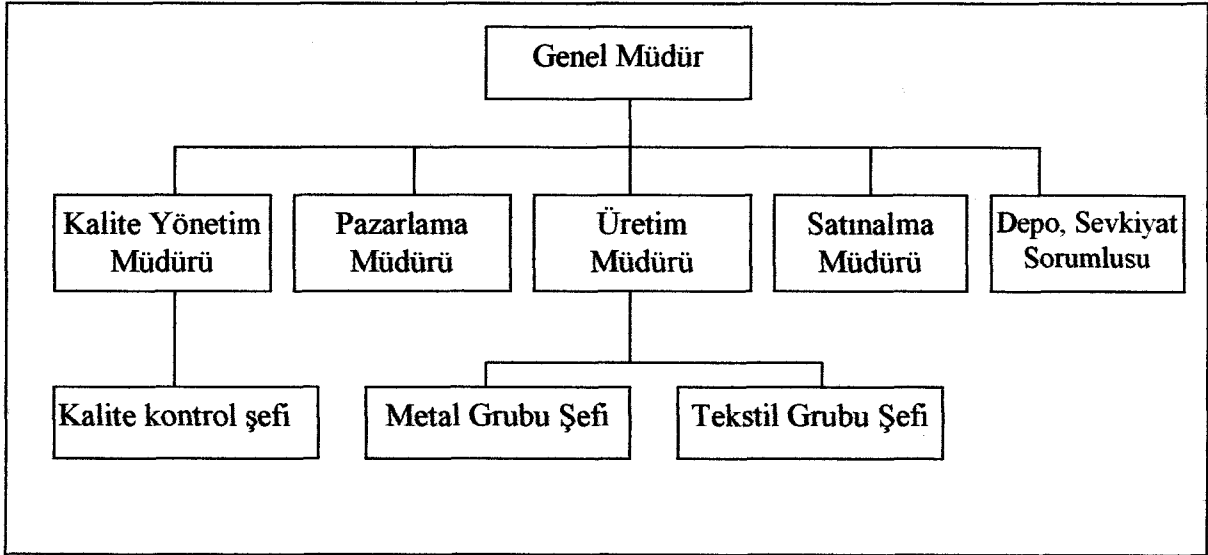 Genel Müdür
Kalite Yönetim
Müdürü
Pazarlama
Müdürü
Üretim
Müdürü
Satınalma
Müdürü
Depo, Sevkiyat
Sorumlusu
Kalite kontrol şefi
Metal Grubu Şefi
Tekstil Grubu Şefi